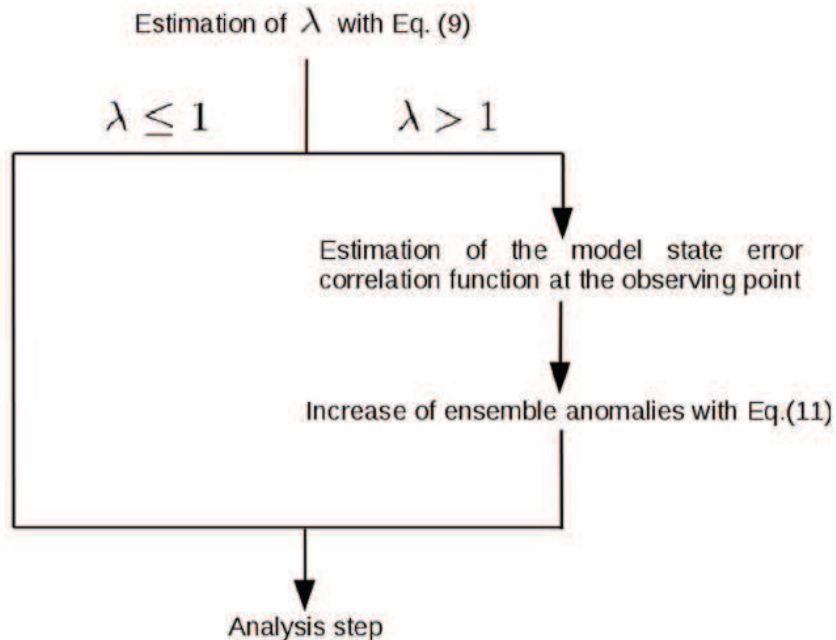 Estimation of λ with Eq. (9)
λ ≤ 1
λ > 1
Estimation of the model state error
correlation function at the observing point
Increase of ensemble anomalies with Eq.(11)
Analysis step